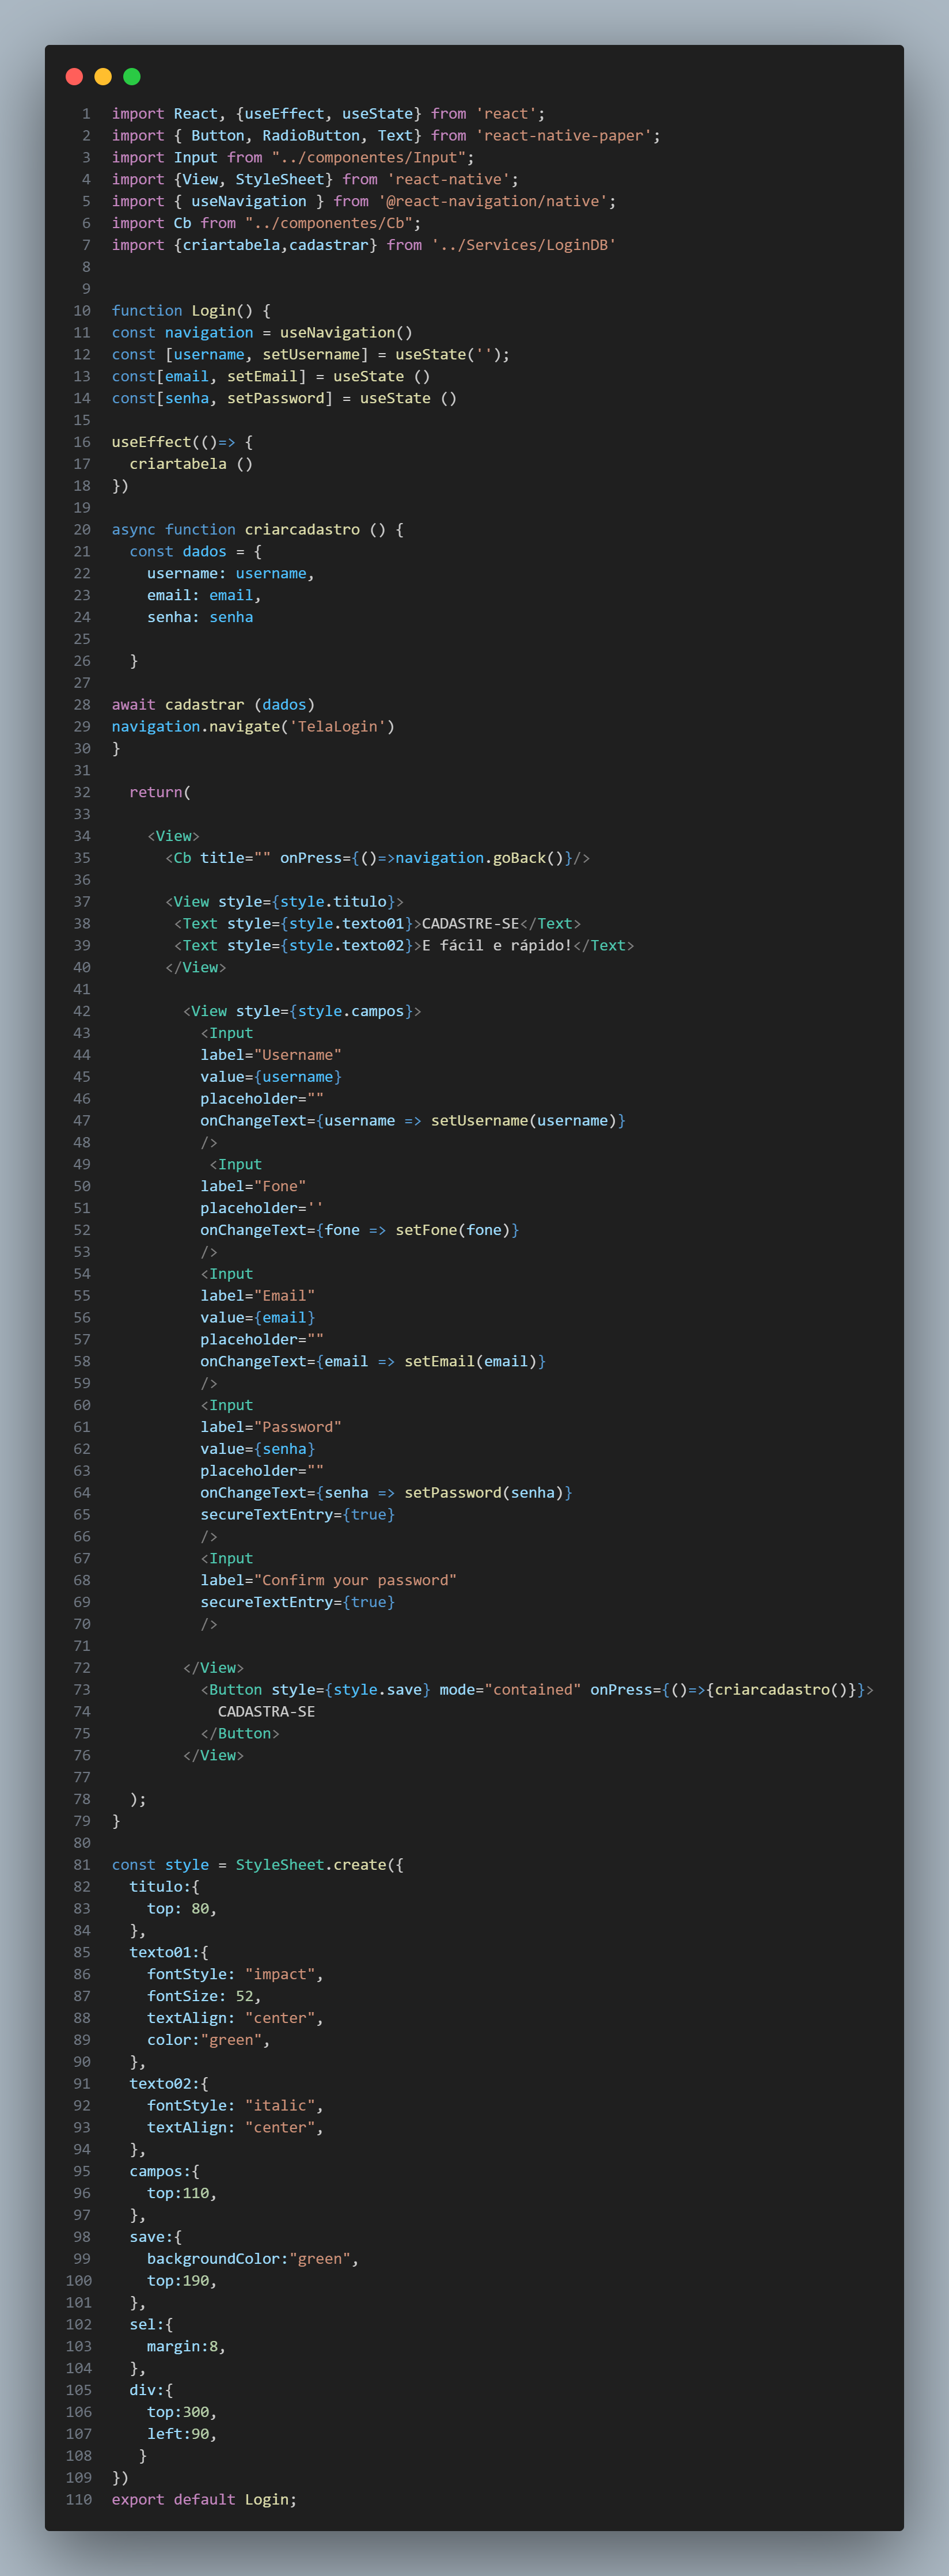 1 import React, {useEffect, useState} from 'react';
2 import { Button, RadioButton, Text} from 'react-native-paper';
3 import Input from "../componentes/Input";
4 import {View, StyleSheet} from 'react-native';
5 import { useNavigation } from '@react-navigation/native';
6 import Cb from "../componentes/Cb";
7 import {criartabela,cadastrar} from '../Services/LoginDB'
8
9
10 function Login() {
11 const navigation = useNavigation()
12 const [username, setUsername] = useState('');
13 const[email, setEmail] = useState ()
14 const[senha, setPassword] = useState ()
15
16 useEffect(()=> {
17   criartabela ()
18 })
19
20 async function criarcadastro () {
21   const dados = {
22     username: username,
23     email: email,
24     senha: senha
25
26   }
27
28 await cadastrar (dados)
29 navigation.navigate('TelaLogin')
30 }
31
32   return(
33
34     <View>
35       <Cb title="" onPress={()=>navigation.goBack()}/>
36
37       <View style={style.titulo}>
38        <Text style={style.texto01}>CADASTRE-SE</Text>
39        <Text style={style.texto02}>E fácil e rápido!</Text>
40       </View>
41
42         <View style={style.campos}>
43           <Input
44           label="Username"
45           value={username}
46           placeholder=""
47           onChangeText={username => setUsername(username)}
48           />
49            <Input
50           label="Fone"
51           placeholder=''
52           onChangeText={fone => setFone(fone)}
53           />
54           <Input
55           label="Email"
56           value={email}
57           placeholder=""
58           onChangeText={email => setEmail(email)}
59           />
60           <Input
61           label="Password"
62           value={senha}
63           placeholder=""
64           onChangeText={senha => setPassword(senha)}
65           secureTextEntry={true}
66           />
67           <Input
68           label="Confirm your password"
69           secureTextEntry={true}
70           />
71
72         </View>
73           <Button style={style.save} mode="contained" onPress={()=>{criarcadastro()}}>
74             CADASTRA-SE
75           </Button>
76         </View>
77
78   );
79 }
80
81 const style = StyleSheet.create({
82   titulo:{
83     top: 80,
84   },
85   texto01:{
86     fontStyle: "impact",
87     fontSize: 52,
88     textAlign: "center",
89     color:"green",
90   },
91   texto02:{
92     fontStyle: "italic",
93     textAlign: "center",
94   },
95   campos:{
96     top:110,
97   },
98   save:{
99     backgroundColor:"green",
100     top:190,
101   },
102   sel:{
103     margin:8,
104   },
105   div:{
106     top:300,
107     left:90,
108    }
109 })
110 export default Login;